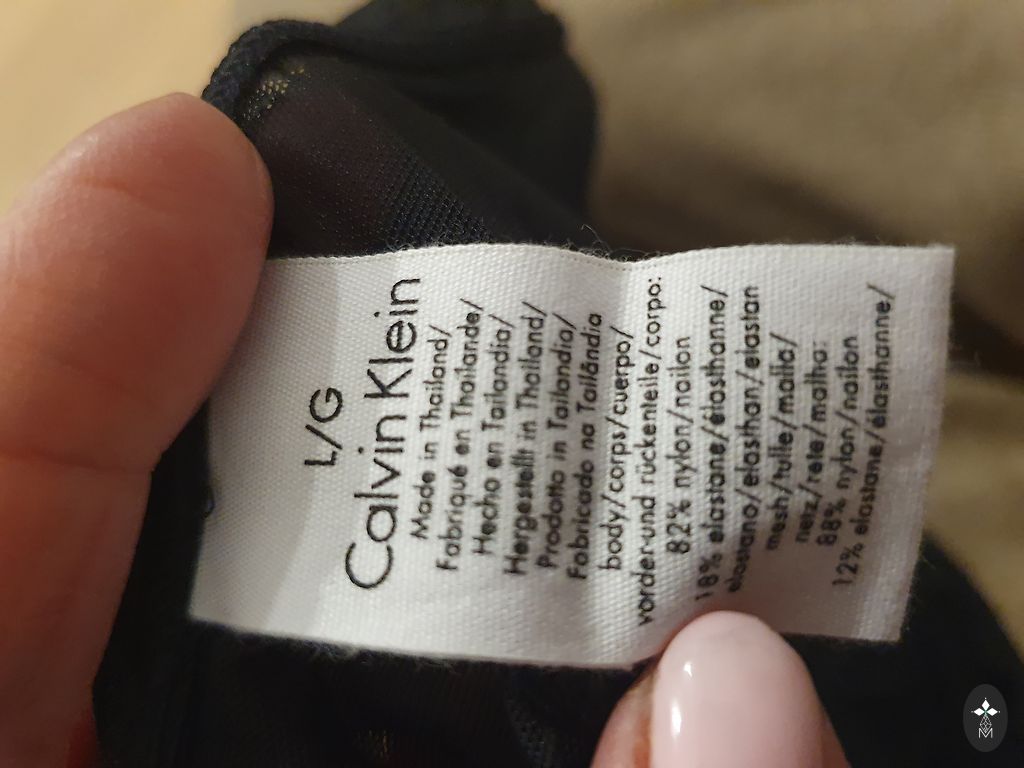 L/G
Calvin Klein
Made in Thailand/
Fabriqué en Thailande/
Hecho en Tailandia/
Hergestellt in Thailand/
Prodotto in Tailandia/
Fabricado na Tailândia
body/corps/cuerpo/
vorder-und rückenteile/corpo:
82% nylon/nailon
18% elastane/élasthanne/
elastano/elasthan/elastan
mesh/tulle/malla/
netz/rete/malha:
88% nylon/nailon
12% elastane/élasthanne/
M